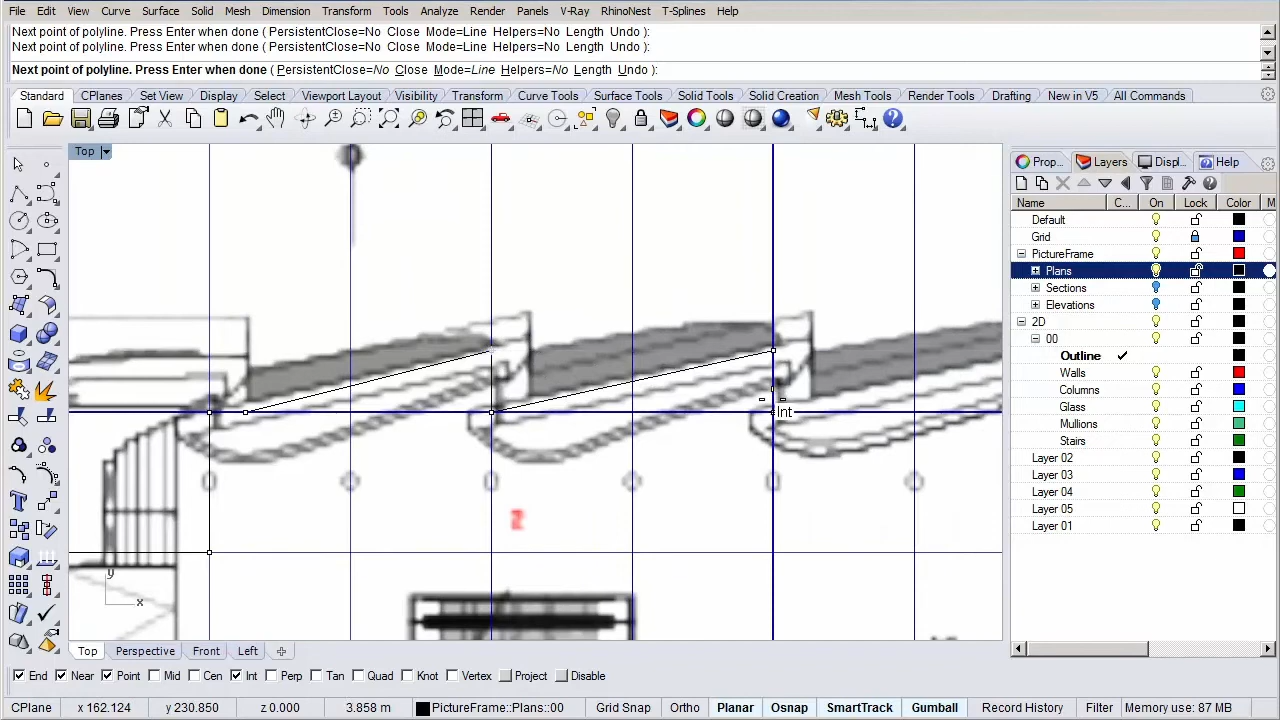 File Edit View Curve Surface Solid Mesh Dimension Transform Tools Analyze Render Panels V-Ray RhinoNest T-Splines Help
Next point of polyline. Press Enter when done ( PersistentClose=No Close Mode=Line Helpers=No Length Undo ):
Next point of polyline. Press Enter when done ( PersistentClose=No Close Mode=Line Helpers=No Length Undo ):
Next point of polyline. Press Enter when done ( PersistentClose=No Close Mode=Line Helpers=No Length Undo ):
Standard CPlanes Set View Display Select Viewport Layout Visibility Transform Curve Tools Surface Tools Solid Tools Solid Creation Mesh Tools Render Tools Drafting New in V5 All Commands
Top
Prop... Layers Displ... Help
Name C... On Lock Color M
Default
Grid
PictureFrame
Plans
Sections
Elevations
2D
00
Outline
Walls
Columns
Glass
Mullions
Stairs
Layer 02
Layer 03
Layer 04
Layer 05
Layer 01
Int
0 0 0 0 0 0
2
y
x
Top Perspective Front Left
End Near Point Mid Cen Int Perp Tan Quad Knot Vertex Project Disable
CPlane x 162.124 y 230.850 z 0.000 3.858 m PictureFrame::Plans::00 Grid Snap Ortho Planar Osnap SmartTrack Gumball Record History Filter Memory use: 87 MB